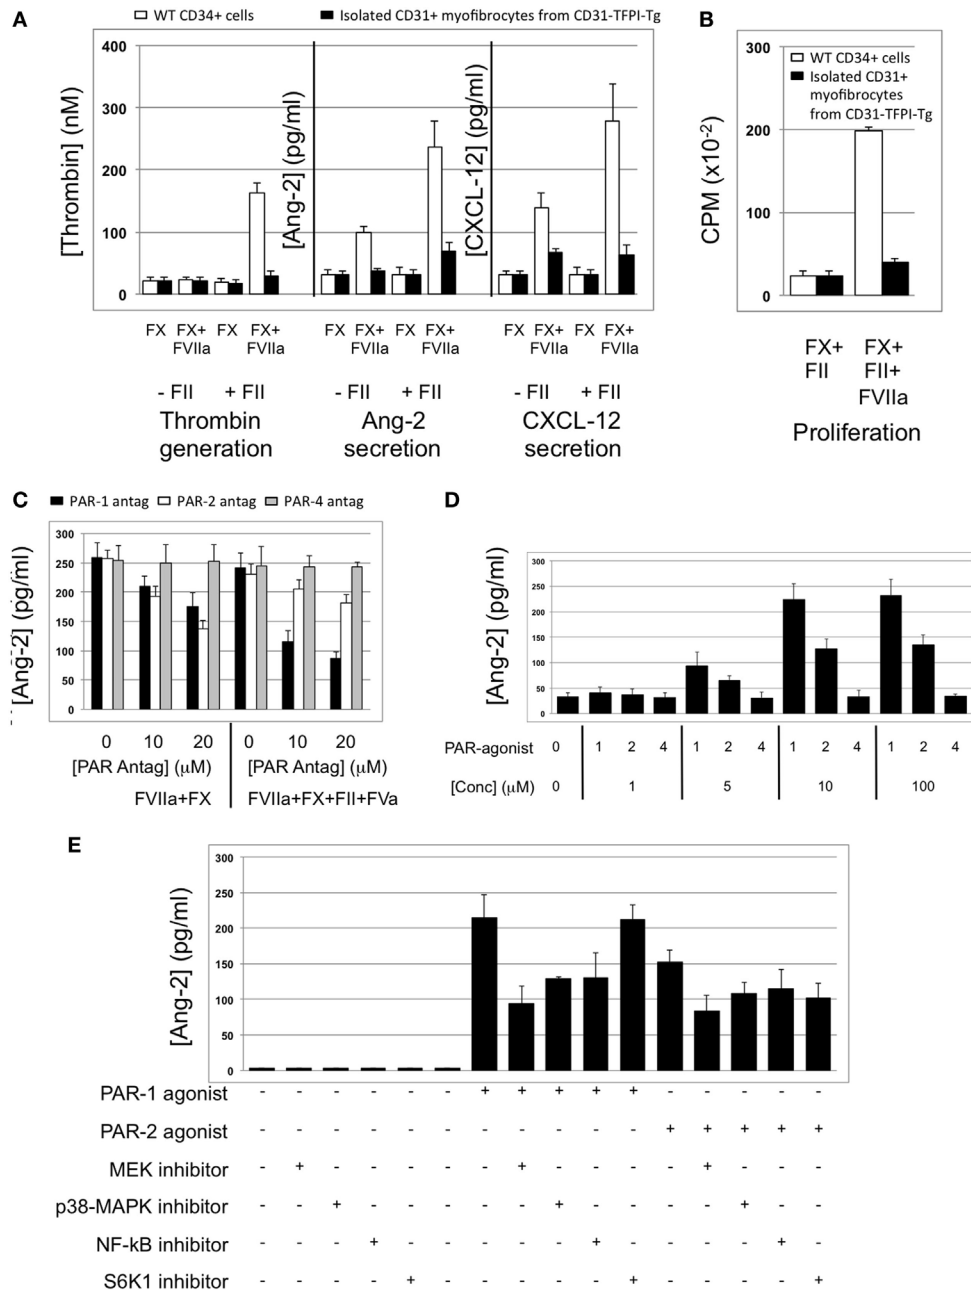 A
WT CD34+ cells
Isolated CD31+ myofibrocytes from CD31-TFPI-Tg
[Thrombin] (nM)
400
300
200
100
0
[Ang-2] (pg/ml)
[CXCL-12] (pg/ml)
FX FX+ FX FX+ FX FX+ FX FX+ FX FX+ FX FX+
FVIIa FVIIa FVIIa FVIIa FVIIa FVIIa
- FII + FII - FII + FII - FII + FII
Thrombin generation
Ang-2 secretion
CXCL-12 secretion
B
CPM (x10-2)
300
200
100
0
WT CD34+ cells
Isolated CD31+
myofibrocytes
from CD31-TFPI-Tg
FX+ FII
FX+ FII+ FVIIa
Proliferation
C
PAR-1 antag PAR-2 antag PAR-4 antag
[Ang-2] (pg/ml)
300
250
200
150
100
50
0
0 10 20 0 10 20
[PAR Antag] (µM) [PAR Antag] (µM)
FVIIa+FX FVIIa+FX+FII+FVa
D
[Ang-2] (pg/ml)
300
250
200
150
100
50
0
PAR-agonist 0 1 2 4 1 2 4 1 2 4 1 2 4
[Conc] (µM) 0 1 5 10 100
E
[Ang-2] (pg/ml)
300
250
200
150
100
50
0
PAR-1 agonist - - - - - - + + + + + - - - - -
PAR-2 agonist - - - - - - - - - - - + + + + +
MEK inhibitor - + - - - - - + - - - - + - - -
p38-MAPK inhibitor - - + - - - - - + - - - - + - -
NF-kB inhibitor - - - + - - - - - + - - - - + -
S6K1 inhibitor - - - - + - - - - - + - - - - +